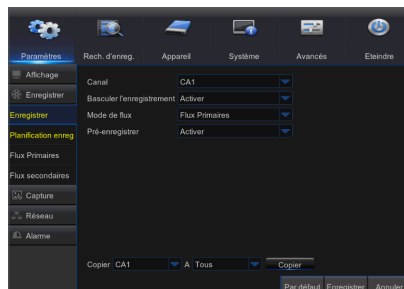 Paramètres Rech. d'enreg. Appareil Système Avancés Eteindre
Affichage
Enregistrer
Enregistrer
Planification enreg
Flux Primaires
Flux secondaires
Capture
Réseau
Alarme
Canal CA1
Basculer l'enregistrement Activer
Mode de flux Flux Primaires
Pré-enregistrer Activer
Copier CA1 A Tous Copier
Par défaut Enregistrer Annuler